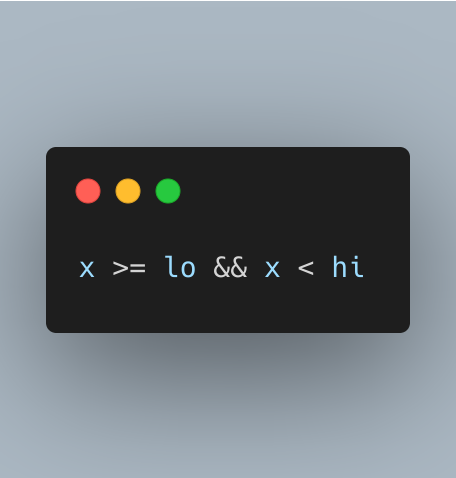 x >= lo && x < hi